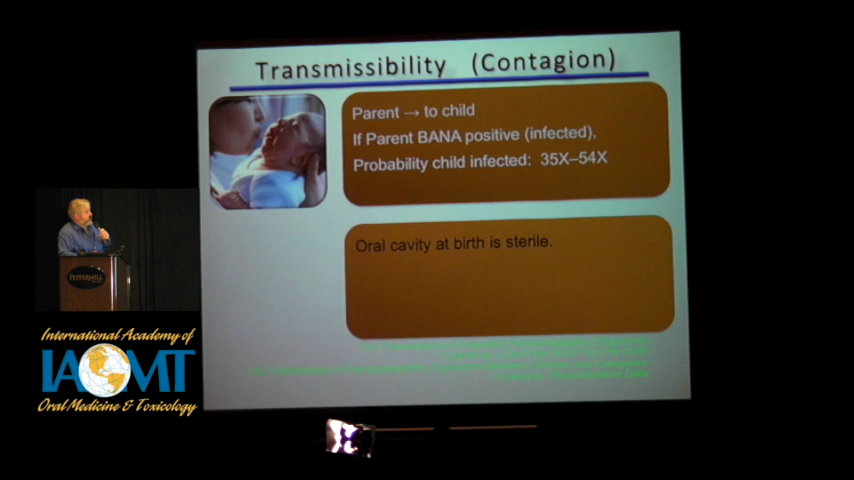 Transmissibility (Contagion)
Parent → to child
If Parent BANA positive (infected),
Probability child infected: 35X–54X
Oral cavity at birth is sterile.
PEPPERMILL
International Academy of
IAOMT
Oral Medicine & Toxicology